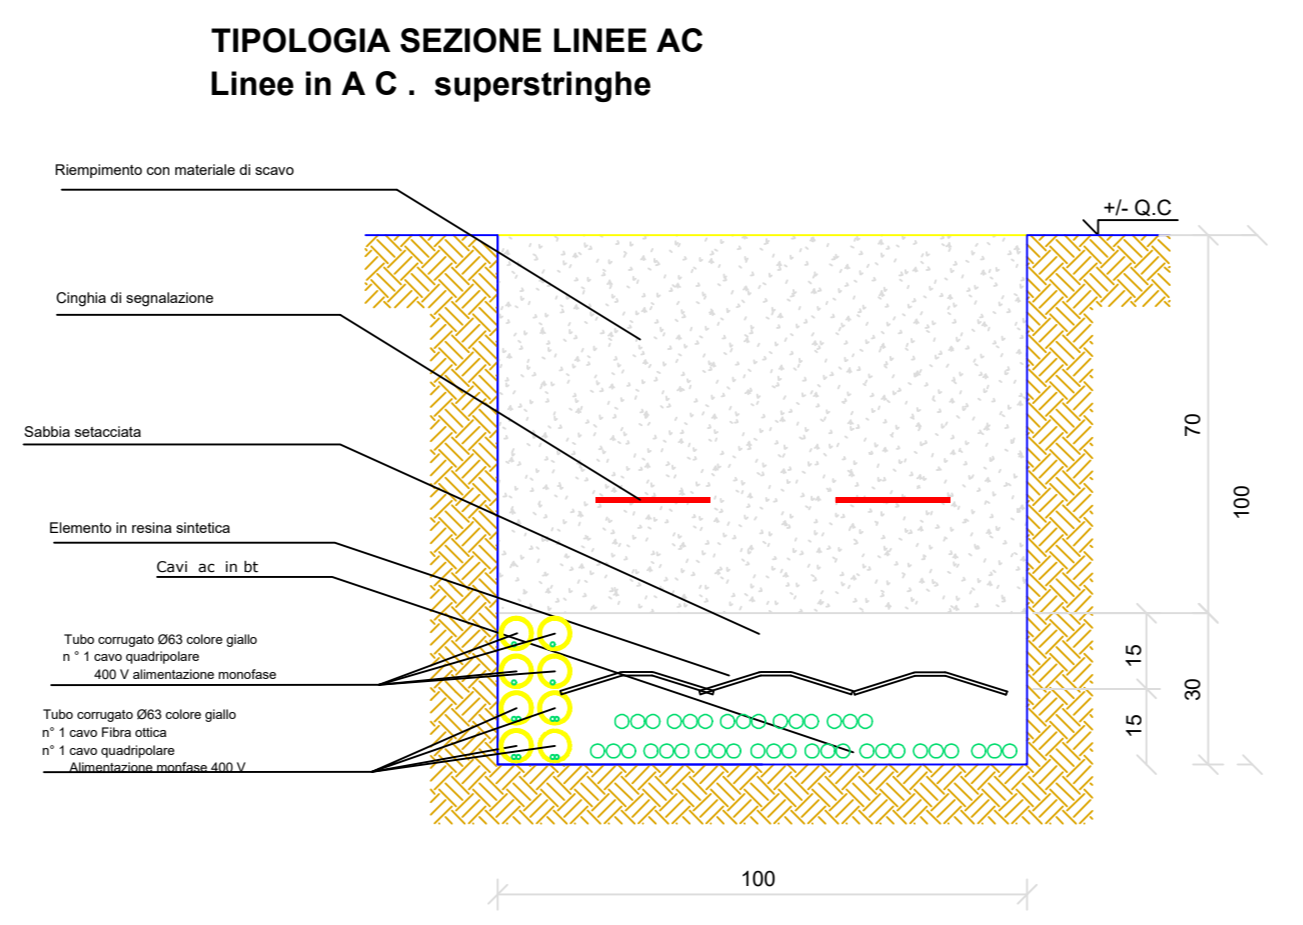 TIPOLOGIA SEZIONE LINEE AC
Linee in A C .  superstringhe
Riempimento con materiale di scavo
+/- Q.C
Cinghia di segnalazione
Sabbia setacciata
70
100
Elemento in resina sintetica
Cavi  ac  in bt
Tubo corrugato Ø63 colore giallo
n ° 1 cavo quadripolare
400 V alimentazione monofase
15
30
15
Tubo corrugato Ø63 colore giallo
n° 1 cavo Fibra ottica
n° 1 cavo quadripolare
Alimentazione monfase 400 V
100